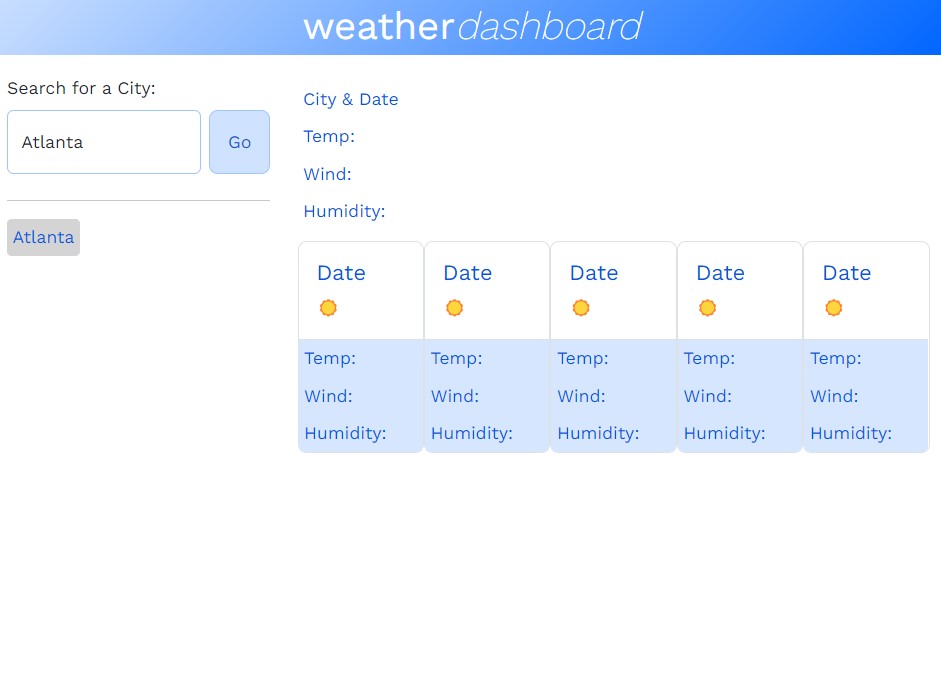 weatherdashboard
Search for a City:
Atlanta
Go
Atlanta
City & Date
Temp:
Wind:
Humidity:
Date
Date
Date
Date
Date
Temp:
Wind:
Humidity:
Temp:
Wind:
Humidity:
Temp:
Wind:
Humidity:
Temp:
Wind:
Humidity:
Temp:
Wind:
Humidity: